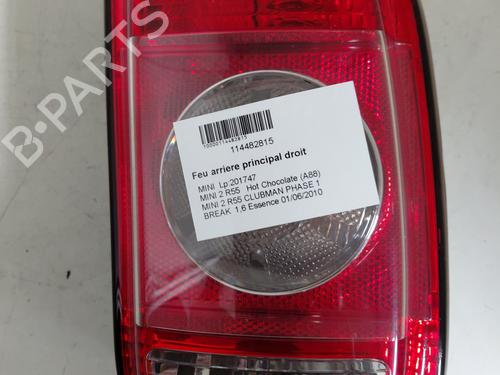 B-PARTS
10000114482815
114482815
Feu arriere principal droit
MINI Lp 201747
MINI 2 R55 Hot Chocolate (A88)
MINI 2 R55 CLUBMAN PHASE 1
BREAK 1,6 Essence 01/06/2010